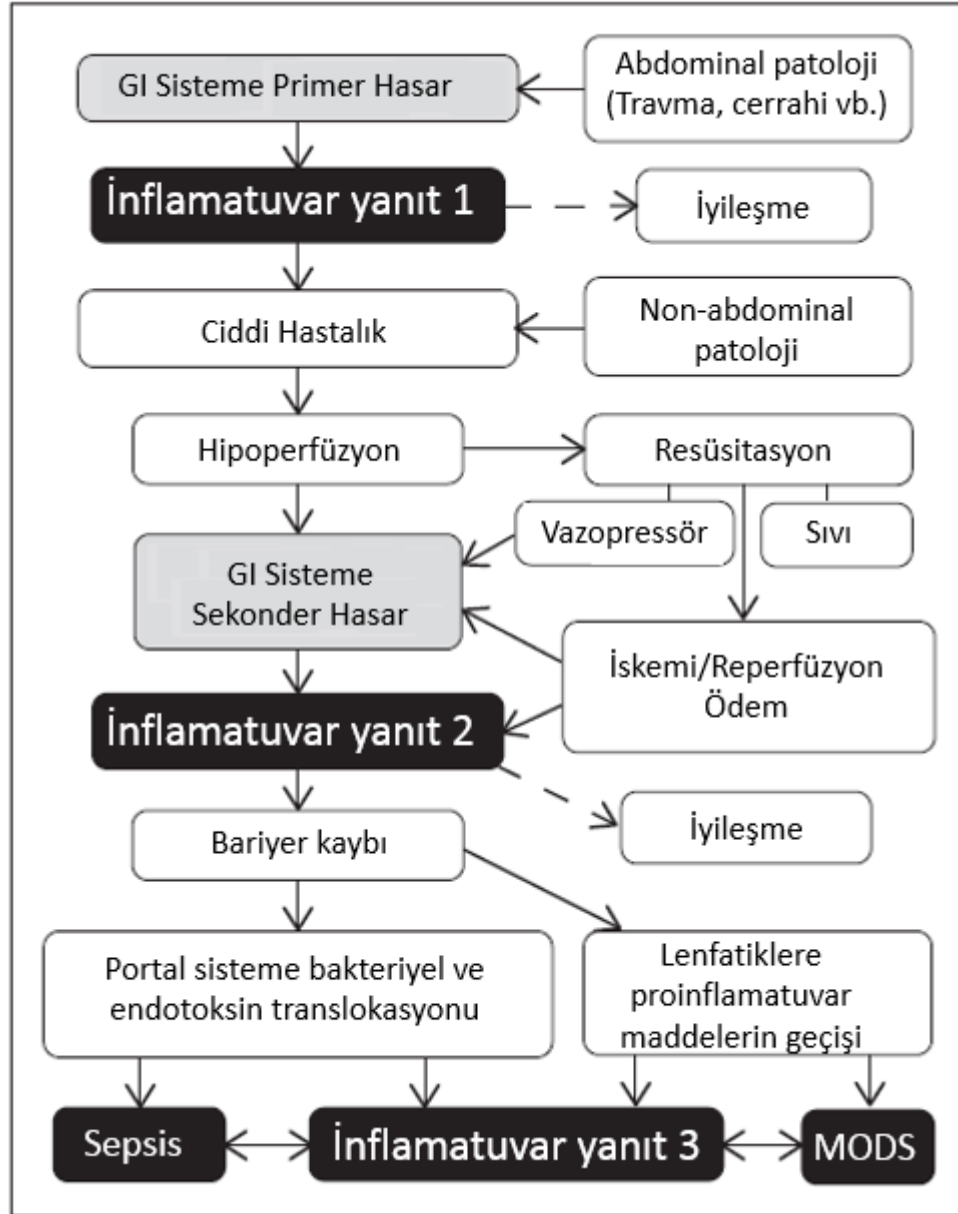 GI Sisteme Primer Hasar
Abdominal patoloji
(Travma, cerrahi vb.)
İnflamatuvar yanıt 1
İyileşme
Ciddi Hastalık
Non-abdominal
patoloji
Hipoperfüzyon
Resüsitasyon
Vazopressör
Sıvı
GI Sisteme
Sekonder Hasar
İskemi/Reperfüzyon
Ödem
İnflamatuvar yanıt 2
İyileşme
Bariyer kaybı
Portal sisteme bakteriyel ve
endotoksin translokasyonu
Lenfatiklere
proinflamatuvar
maddelerin geçişi
Sepsis
İnflamatuvar yanıt 3
MODS